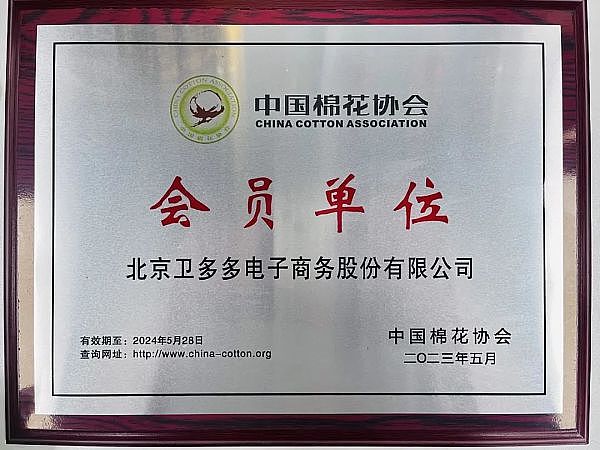 中国棉花协会
CHINA COTTON ASSOCIATION
会员单位
北京卫多多电子商务股份有限公司
有效期至：2024年5月28日
查询网址：http://www.china-cotton.org
中国棉花协会
二〇二三年五月